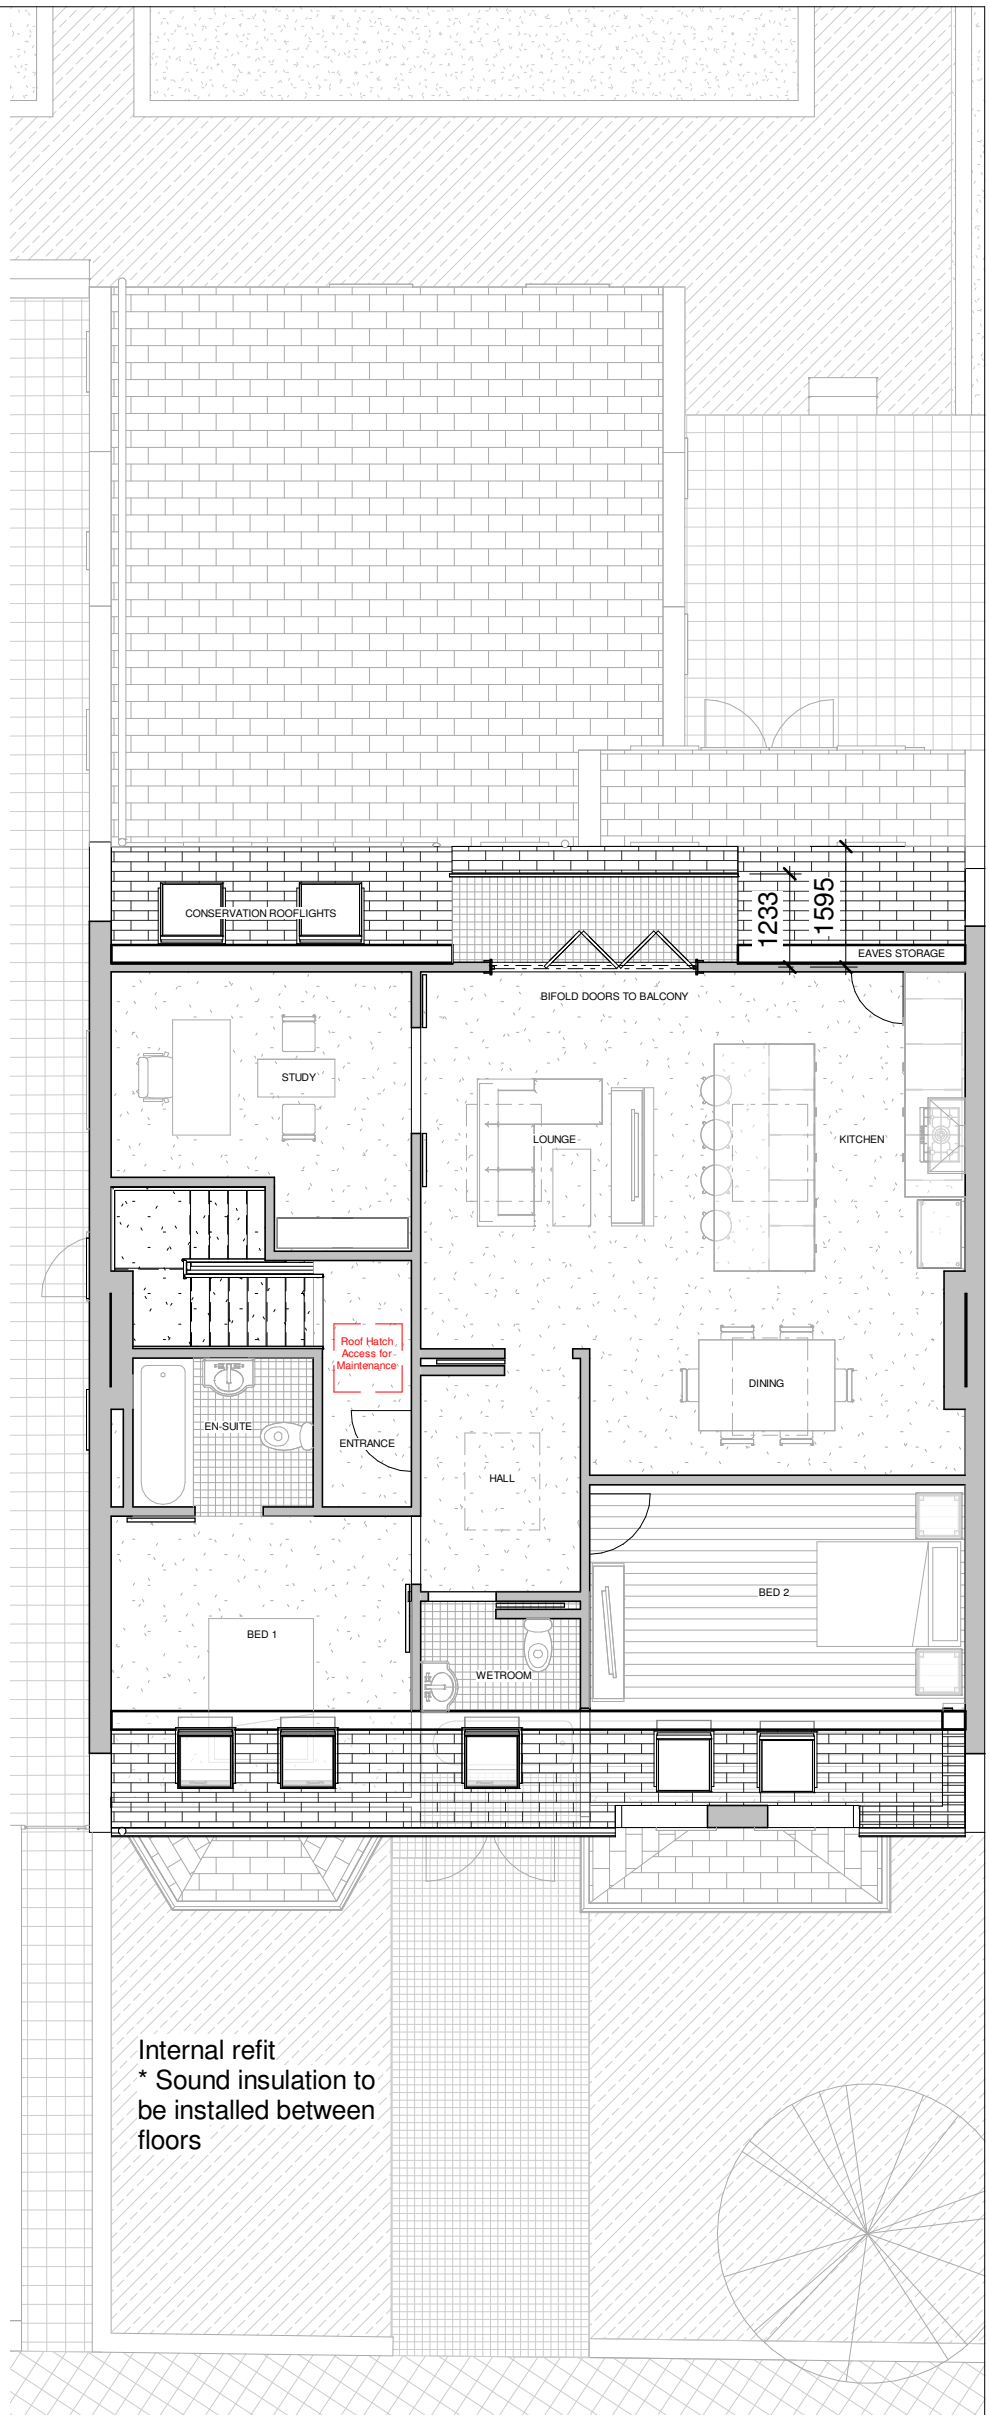 CONSERVATION ROOFLIGHTS
1233
1595
EAVES STORAGE
BIFOLD DOORS TO BALCONY
STUDY
LOUNGE
KITCHEN
Roof Hatch
Access for
Maintenance
DINING
EN-SUITE
ENTRANCE
HALL
BED 2
BED 1
WETROOM
Internal refit
* Sound insulation to
be installed between
floors